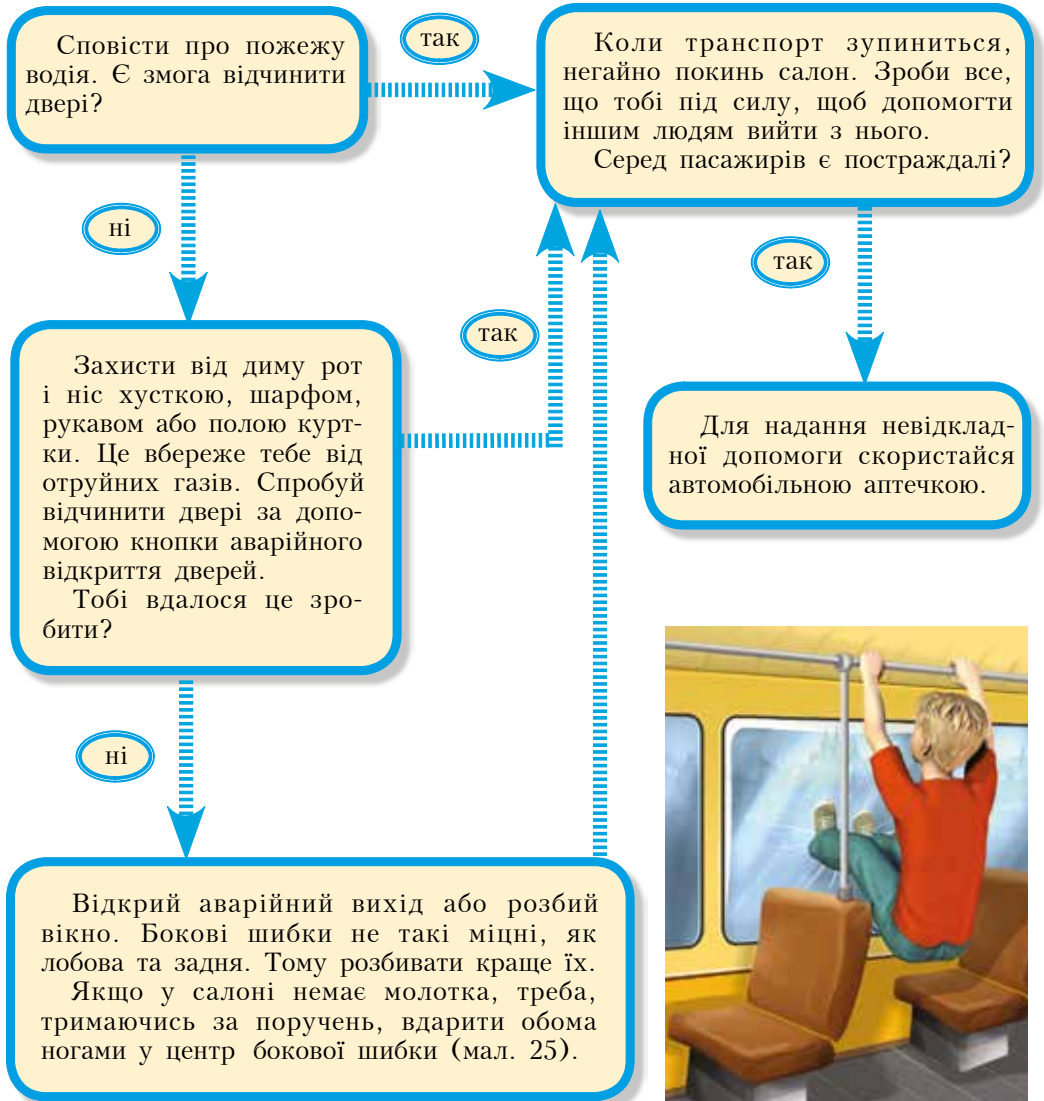 Сповісти про пожежу
водія. Є змога відчинити
двері?
так
Коли транспорт зупиниться,
негайно покинь салон. Зроби все,
що тобі під силу, щоб допомогти
іншим людям вийти з нього.
Серед пасажирів є постраждалі?
ні
так
так
Захисти від диму рот
і ніс хусткою, шарфом,
рукавом або полою курт-
ки. Це вбереже тебе від
отруйних газів. Спробуй
відчинити двері за допо-
могою кнопки аварійного
відкриття дверей.
Тобі вдалося це зро-
бити?
Для надання невідклад-
ної допомоги скористайся
автомобільною аптечкою.
ні
Відкрий аварійний вихід або розбий
вікно. Бокові шибки не такі міцні, як
лобова та задня. Тому розбивати краще їх.
Якщо у салоні немає молотка, треба,
тримаючись за поручень, вдарити обома
ногами у центр бокової шибки (мал. 25).